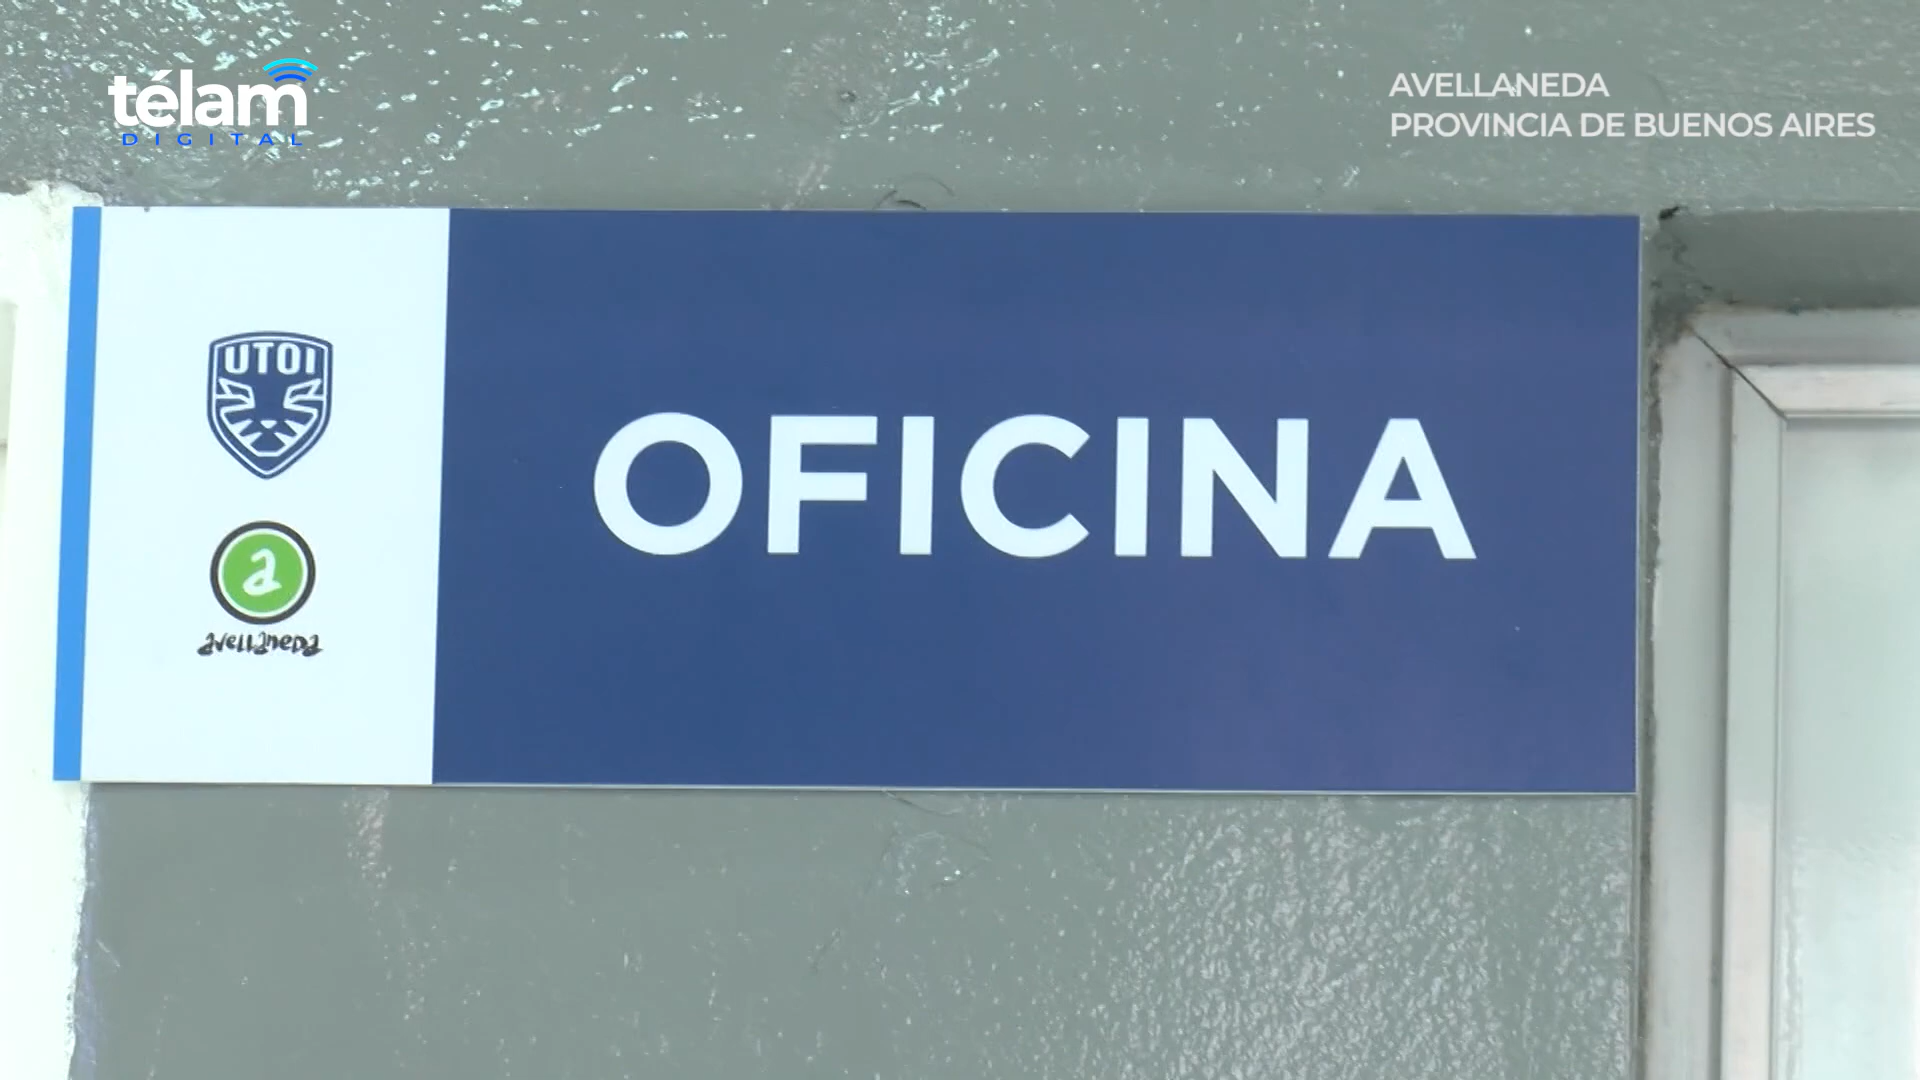 télam
DIGITAL
AVELLANEDA
PROVINCIA DE BUENOS AIRES
UTOI
OFICINA
a
avellaneda